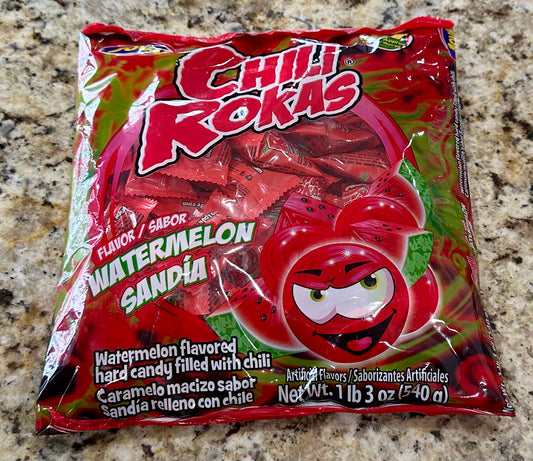 CHILI
ROKAS®
FLAVOR / SABOR
WATERMELON
SANDÍA
Watermelon flavored
hard candy filled with chili
Caramelo macizo sabor
Sandía relleno con chile
Artificial Flavors / Saborizantes Artificiales
Net Wt. 1 lb 3 oz (540 g)